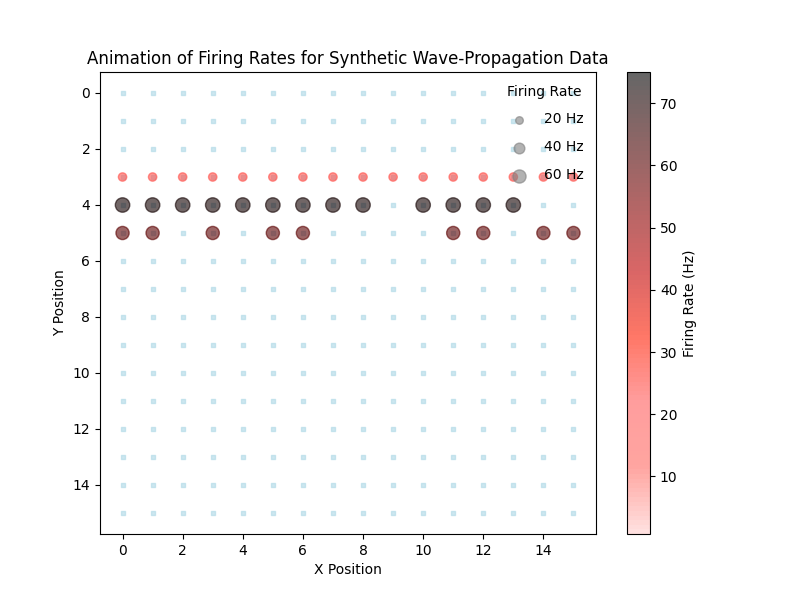 Animation of Firing Rates for Synthetic Wave-Propagation Data
Firing Rate
20 Hz
40 Hz
60 Hz
0
2
4
6
8
10
12
14
Y Position
0
2
4
6
8
10
12
14
X Position
70
60
50
40
30
20
10
Firing Rate (Hz)